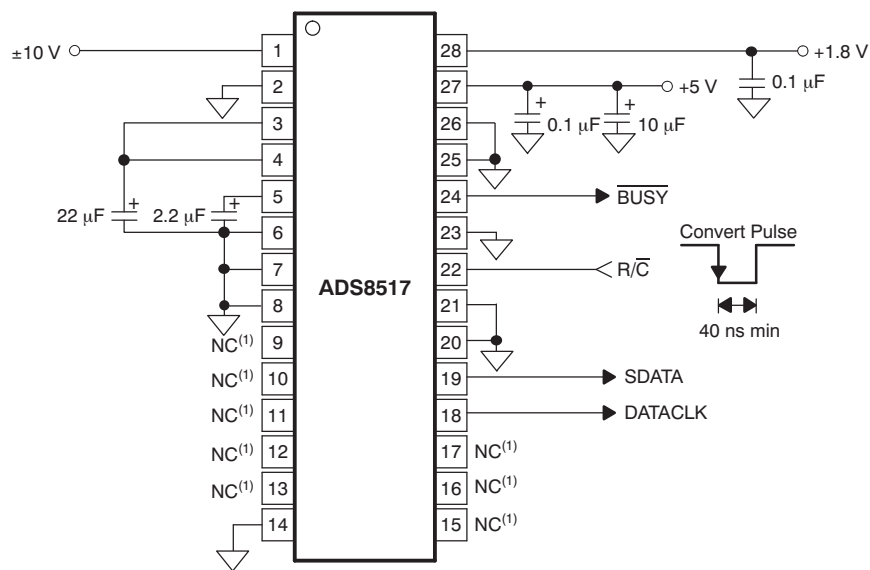 ±10 V
1
2
3
4
5
6
7
8
9
10
11
12
13
14
22 μF
+
2.2 μF
+
NC(1)
NC(1)
NC(1)
NC(1)
NC(1)
ADS8517
28
27
26
25
24
23
22
21
20
19
18
17
16
15
+1.8 V
0.1 μF
+5 V
+
0.1 μF
+
10 μF
BUSY
R/C
SDATA
DATACLK
NC(1)
NC(1)
NC(1)
Convert Pulse
40 ns min